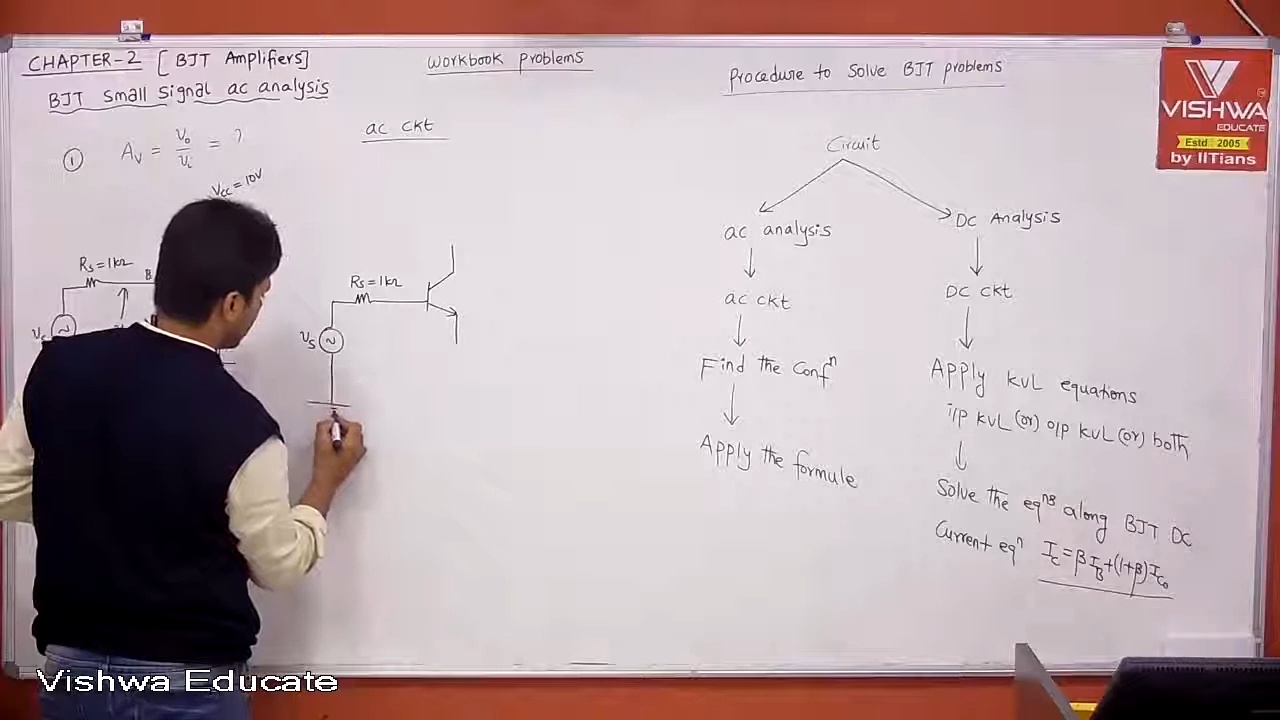 CHAPTER-2 [BJT Amplifiers]
BJT small signal ac analysis
① Av = Vo/Vi = ?
VCC = 10V
RS = 1kΩ
B
VS
workbook problems
ac ckt
RS = 1kΩ
VS
Procedure to solve BJT problems
Circuit
ac analysis
ac ckt
Find the confⁿ
Apply the formule
DC Analysis
DC ckt
Apply KVL equations
i/p KVL (or) o/p KVL (or) both
Solve the eqⁿs along BJT DC
Current eqⁿ IC = βIB + (1+β)ICo
VISHWA
EDUCATE
Estd 2005
by IITians
Vishwa Educate